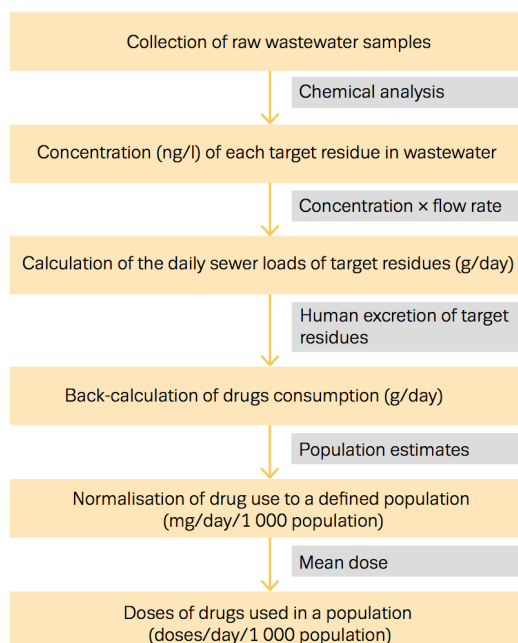 Collection of raw wastewater samples
Chemical analysis
Concentration (ng/l) of each target residue in wastewater
Concentration × flow rate
Calculation of the daily sewer loads of target residues (g/day)
Human excretion of target
residues
Back-calculation of drugs consumption (g/day)
Population estimates
Normalisation of drug use to a defined population
(mg/day/1 000 population)
Mean dose
Doses of drugs used in a population
(doses/day/1 000 population)